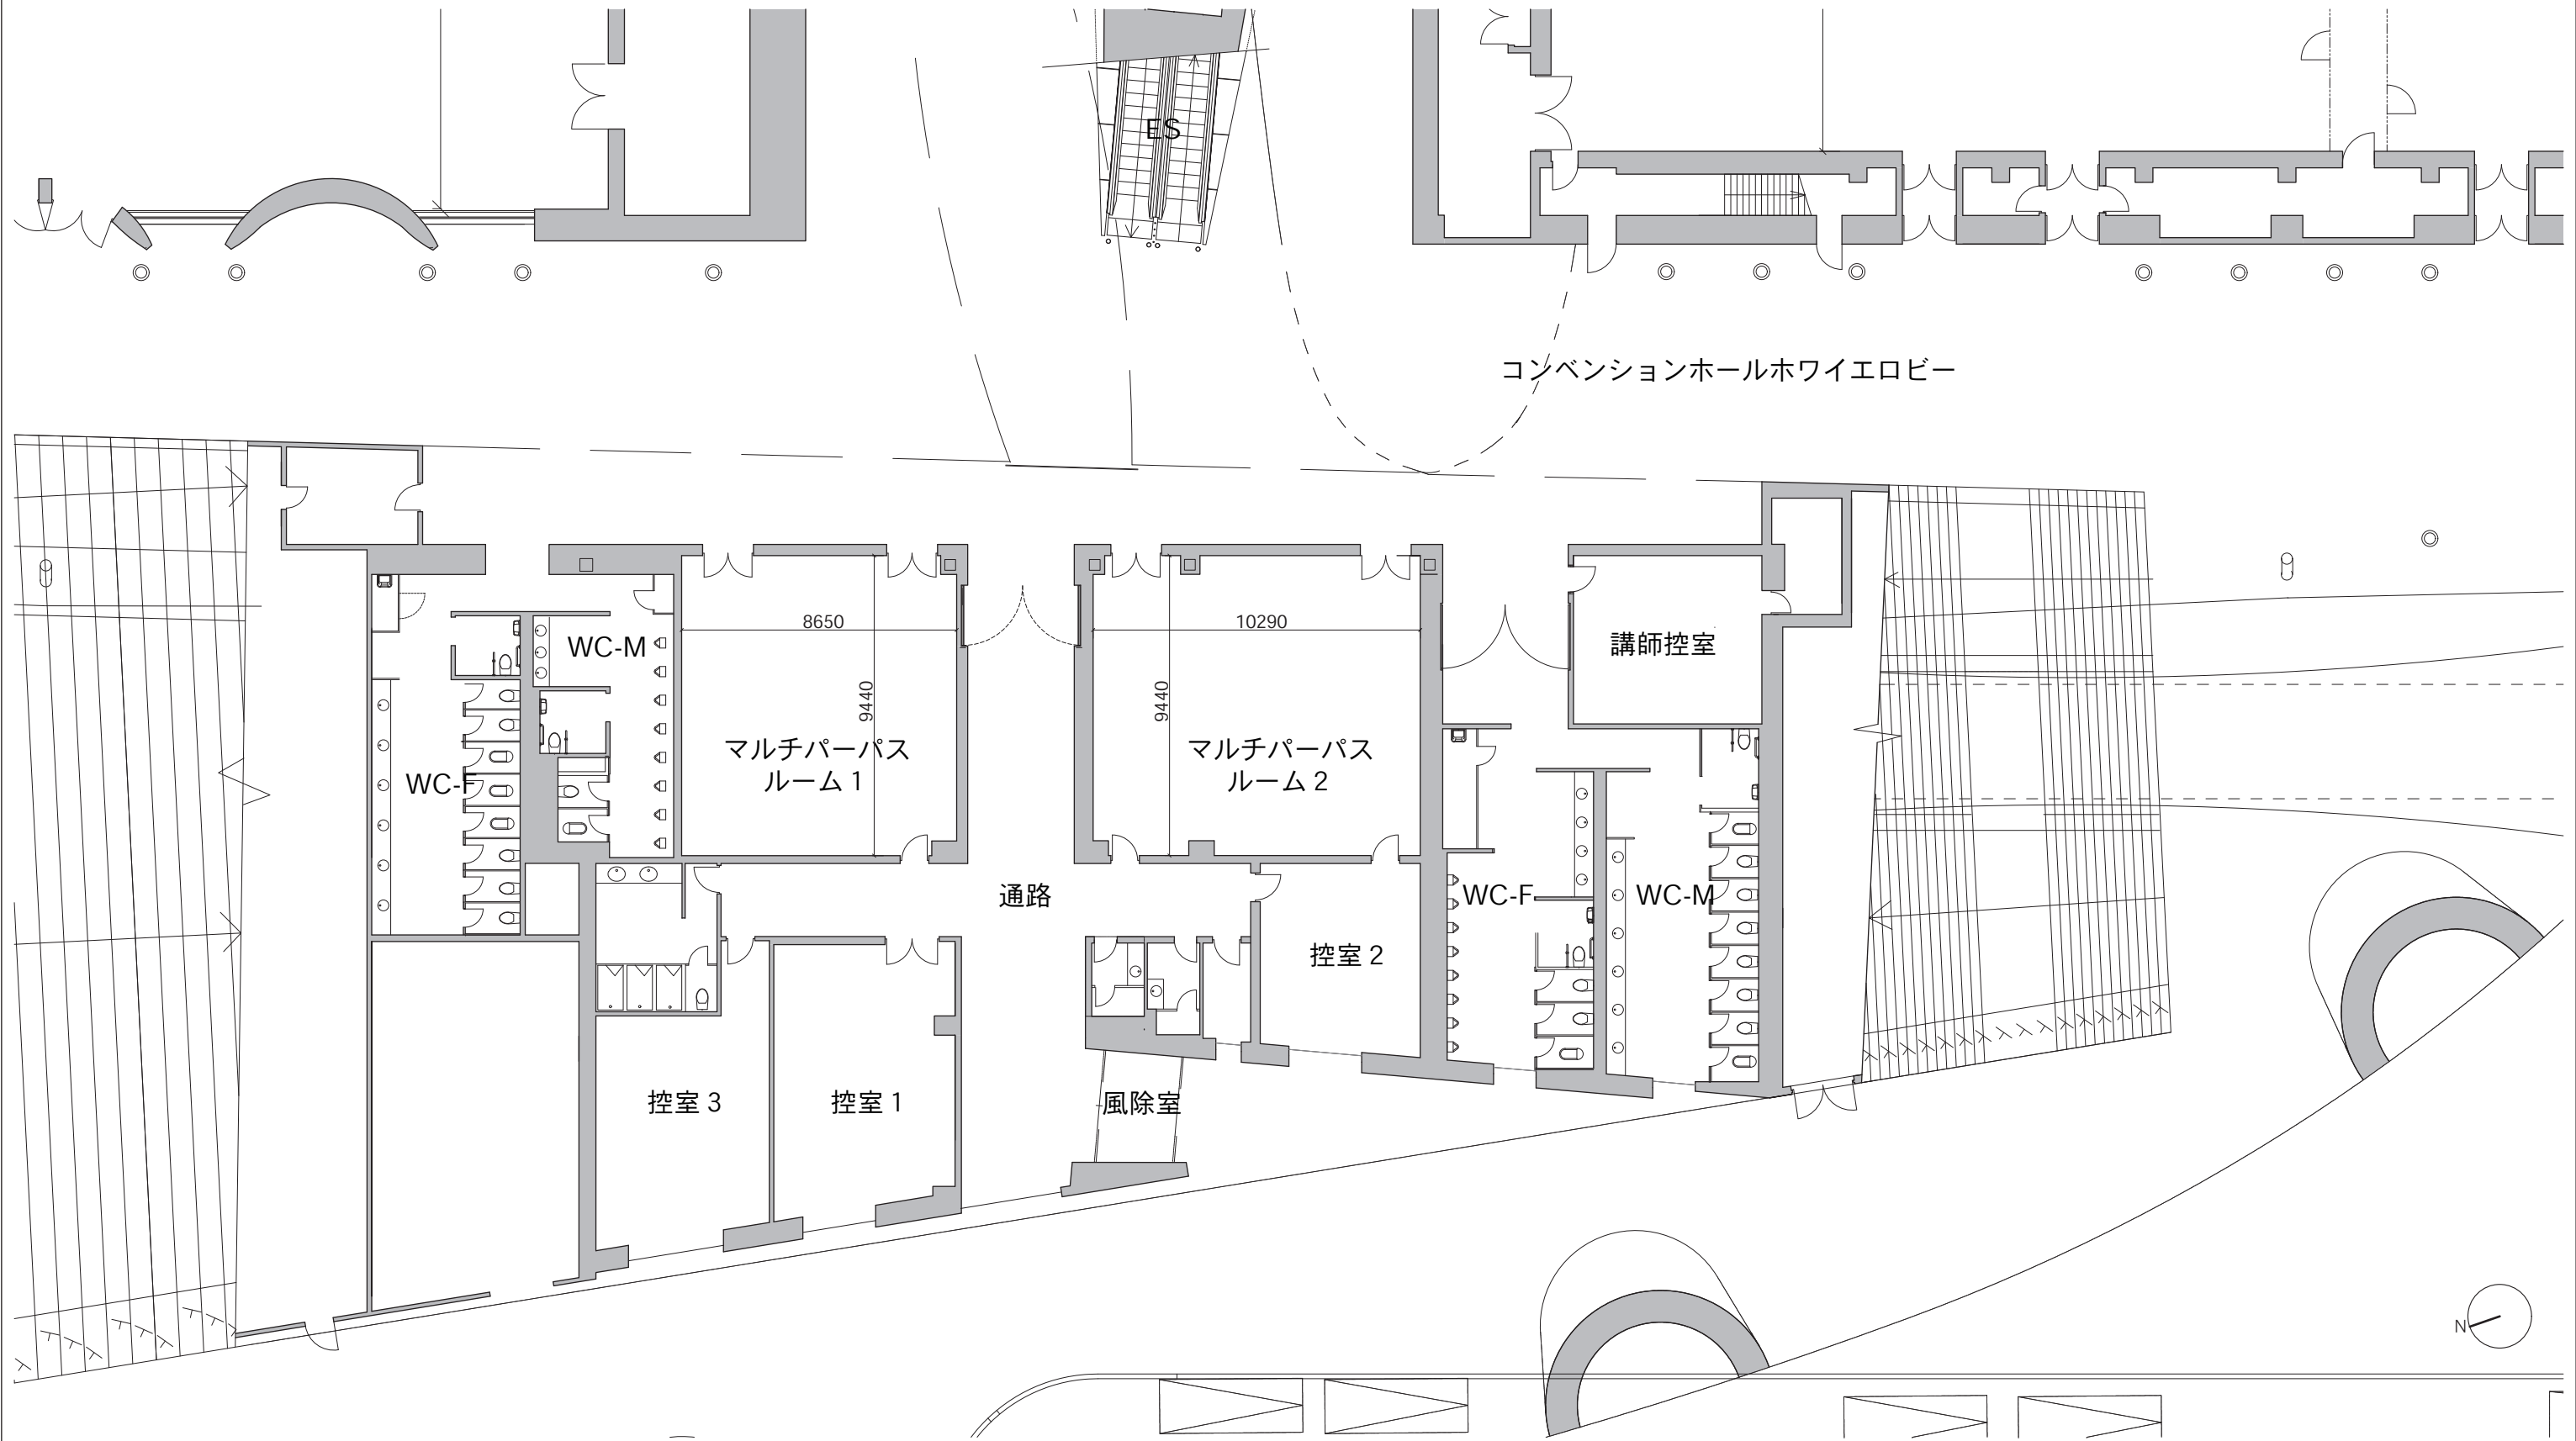 ES
コンベンションホールホワイエロビー
8650
10290
WC-M
講師控室
9440
9440
マルチパーパス
ルーム 1
マルチパーパス
ルーム 2
WC-F
通路
WC-F
WC-M
控室 2
控室 3
控室 1
風除室
N